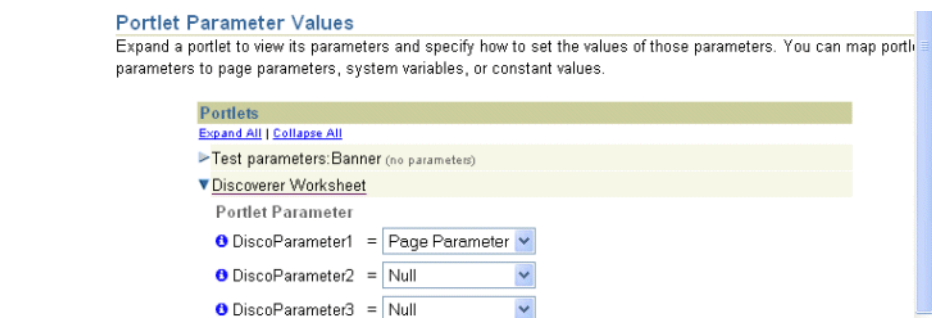 Portlet Parameter Values
Expand a portlet to view its parameters and specify how to set the values of those parameters. You can map
parameters to page parameters, system variables, or constant values.
Portlets
Expand All | Collapse All
Test parameters:Banner (no parameters)
Discoverer Worksheet
Portlet Parameter
DiscoParameter1 = Page Parameter
DiscoParameter2 = Null
DiscoParameter3 = Null